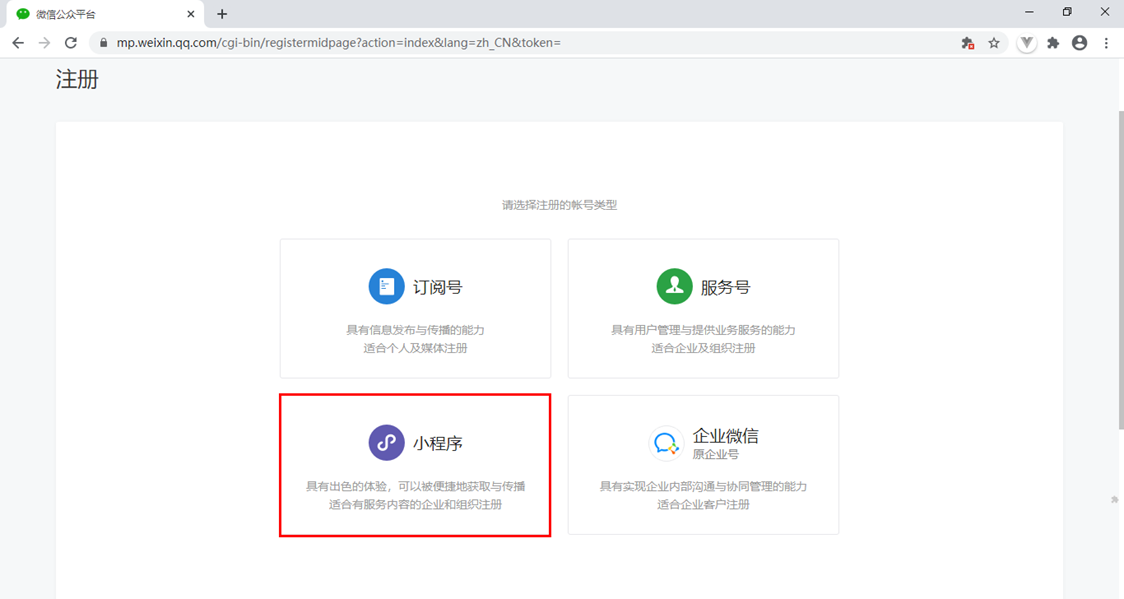 微信公众平台
mp.weixin.qq.com/cgi-bin/registermidpage?action=index&lang=zh_CN&token=
注册
请选择注册的帐号类型
订阅号
具有信息发布与传播的能力
适合个人及媒体注册
服务号
具有用户管理与提供业务服务的能力
适合企业及组织注册
小程序
具有出色的体验，可以被便捷地获取与传播
适合有服务内容的企业和组织注册
企业微信
原企业号
具有实现企业内部沟通与协同管理的能力
适合企业客户注册